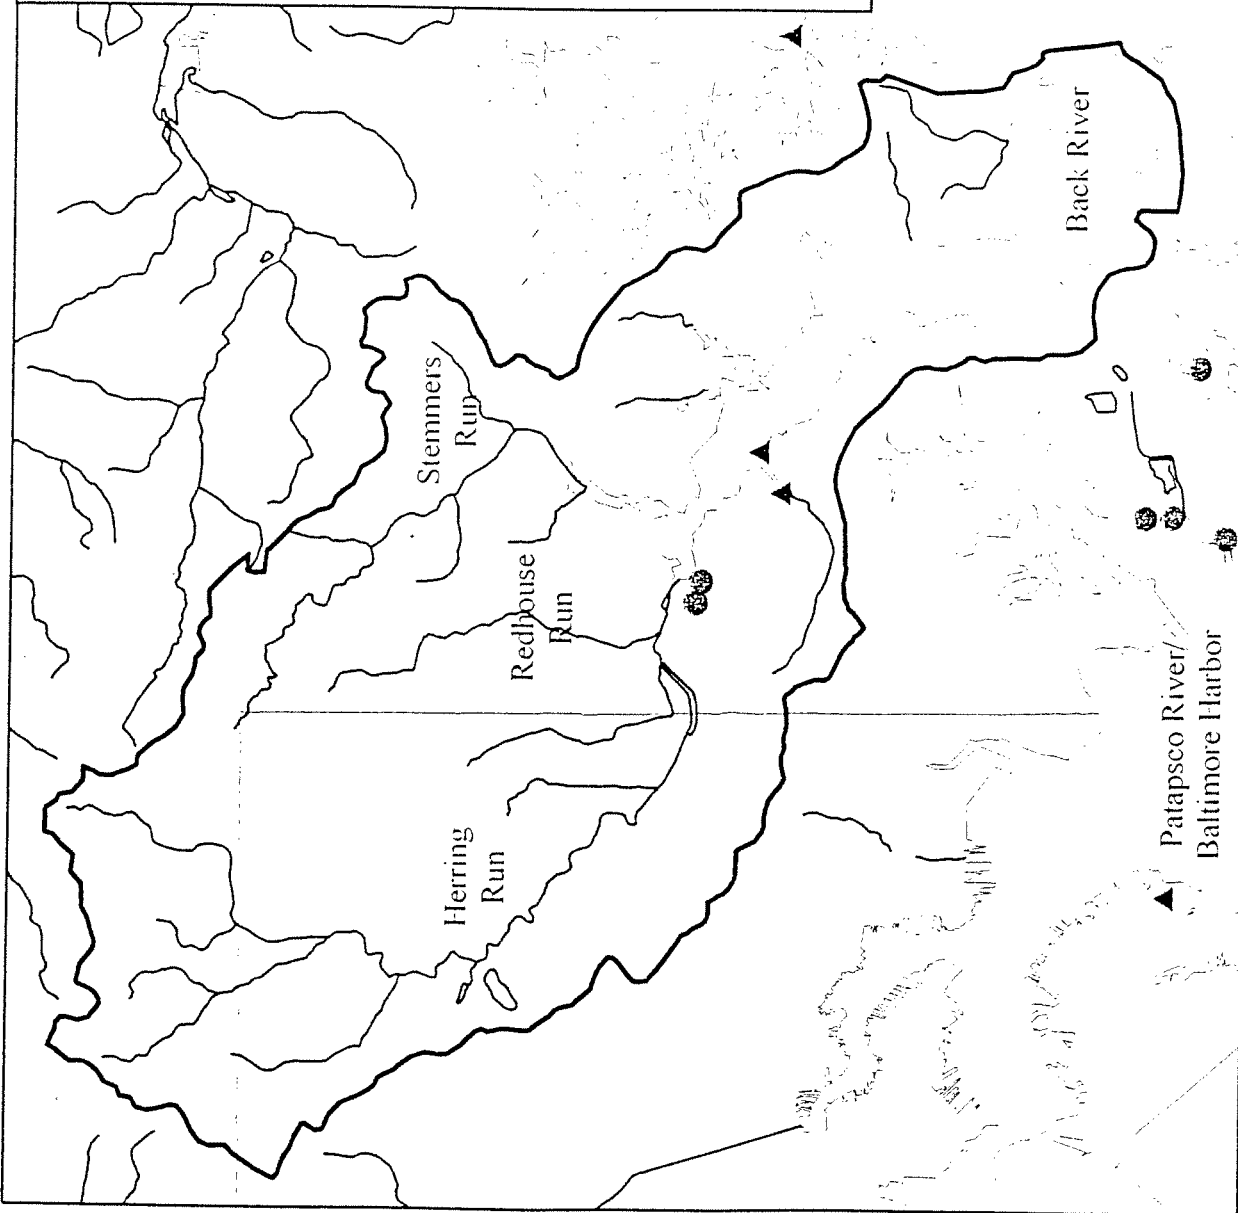 Stemmers
Run
Redhouse
Run
Herring
Run
Back River
Patapsco River/
Baltimore Harbor